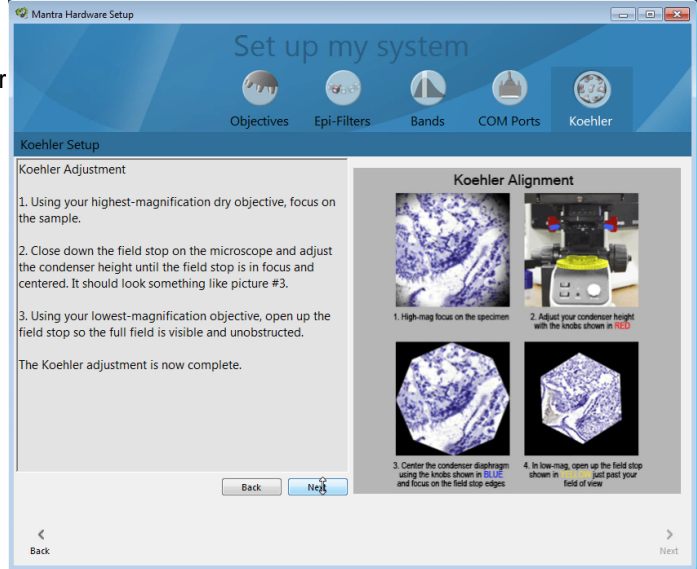 Mantra Hardware Setup
Set up my system
r
Objectives
Epi-Filters
Bands
COM Ports
Koehler
Koehler Setup
Koehler Adjustment
1. Using your highest-magnification dry objective, focus on
the sample.
2. Close down the field stop on the microscope and adjust
the condenser height until the field stop is in focus and
centered. It should look something like picture #3.
3. Using your lowest-magnification objective, open up the
field stop so the full field is visible and unobstructed.
The Koehler adjustment is now complete.
Back
Next
Koehler Alignment
1. High-mag focus on the specimen
2. Adjust your condenser height
with the knobs shown in RED
3. Center the condenser diaphragm
using the knobs shown in BLUE
and focus on the field stop edges
4. In low-mag, open up the field stop
shown in YELLOW just past your
field of view
Back
Next